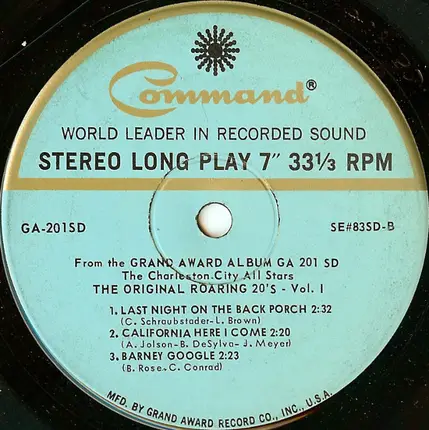 Command®
WORLD LEADER IN RECORDED SOUND
STEREO LONG PLAY 7" 33⅓ RPM
GA-201SD
SE#83SD-B
From the GRAND AWARD ALBUM GA 201 SD
The Charleston City All Stars
THE ORIGINAL ROARING 20'S - Vol. I
1. LAST NIGHT ON THE BACK PORCH 2:32
(C. Schraubstader-L. Brown)
2. CALIFORNIA HERE I COME 2:20
(A. Jolson-B. DeSylva-J. Meyer)
3. BARNEY GOOGLE 2:23
(B. Rose-C. Conrad)
MFD. BY GRAND AWARD RECORD CO., INC., U.S.A.